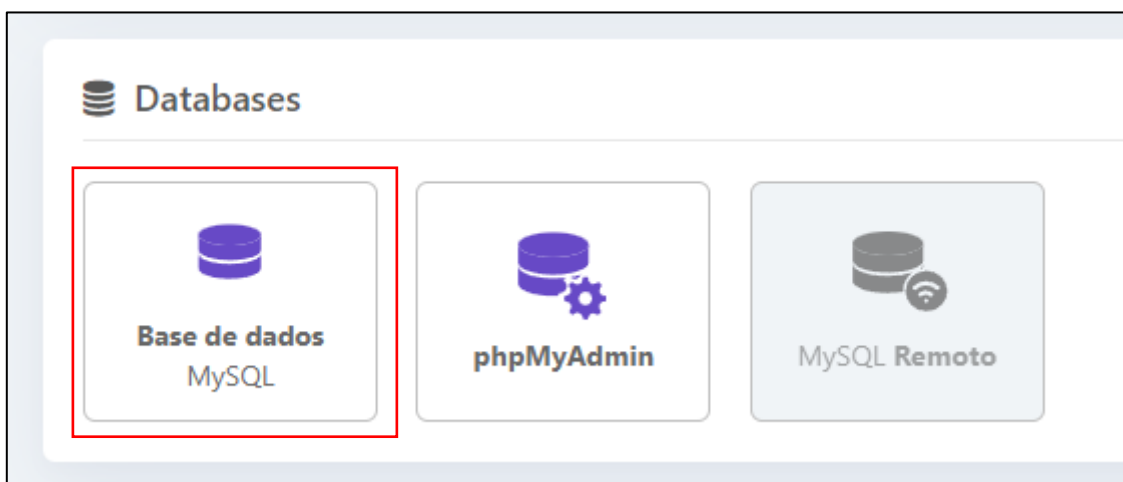 Databases
Base de dados
MySQL
phpMyAdmin
MySQL Remoto